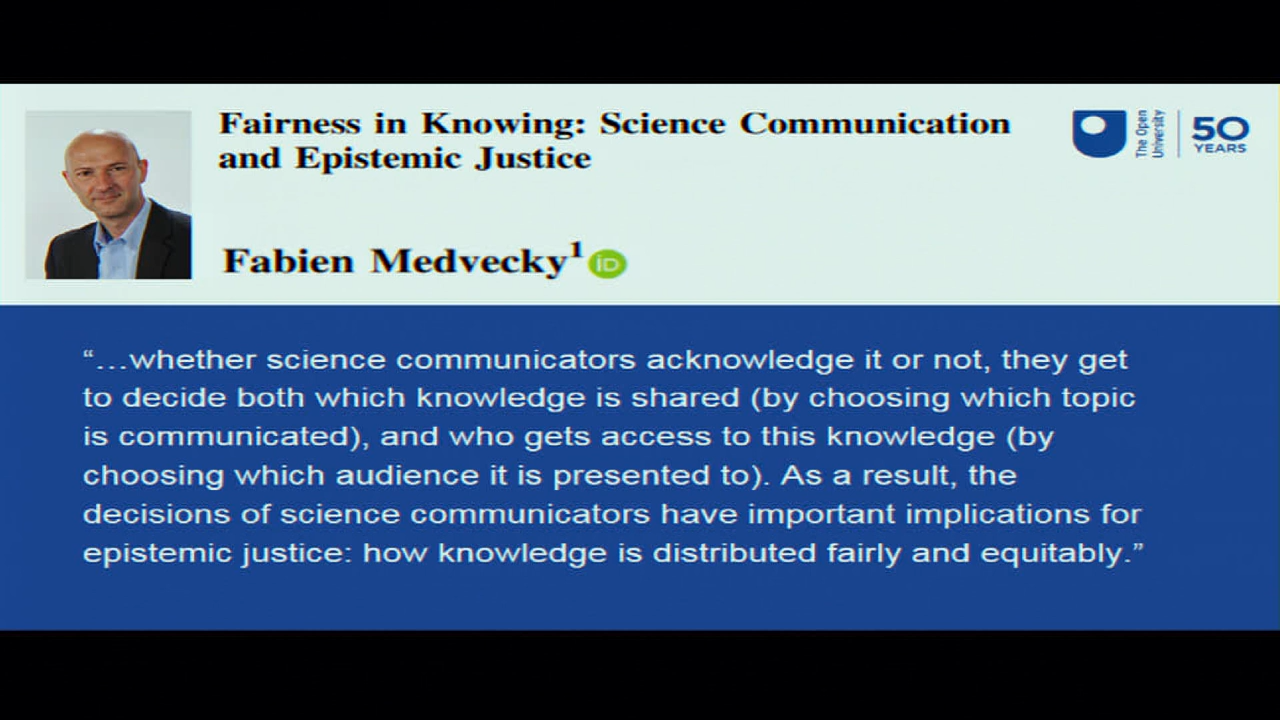 Fairness in Knowing: Science Communication
and Epistemic Justice
The Open
University
50
YEARS
Fabien Medvecky¹
iD
“…whether science communicators acknowledge it or not, they get
to decide both which knowledge is shared (by choosing which topic
is communicated), and who gets access to this knowledge (by
choosing which audience it is presented to). As a result, the
decisions of science communicators have important implications for
epistemic justice: how knowledge is distributed fairly and equitably.”